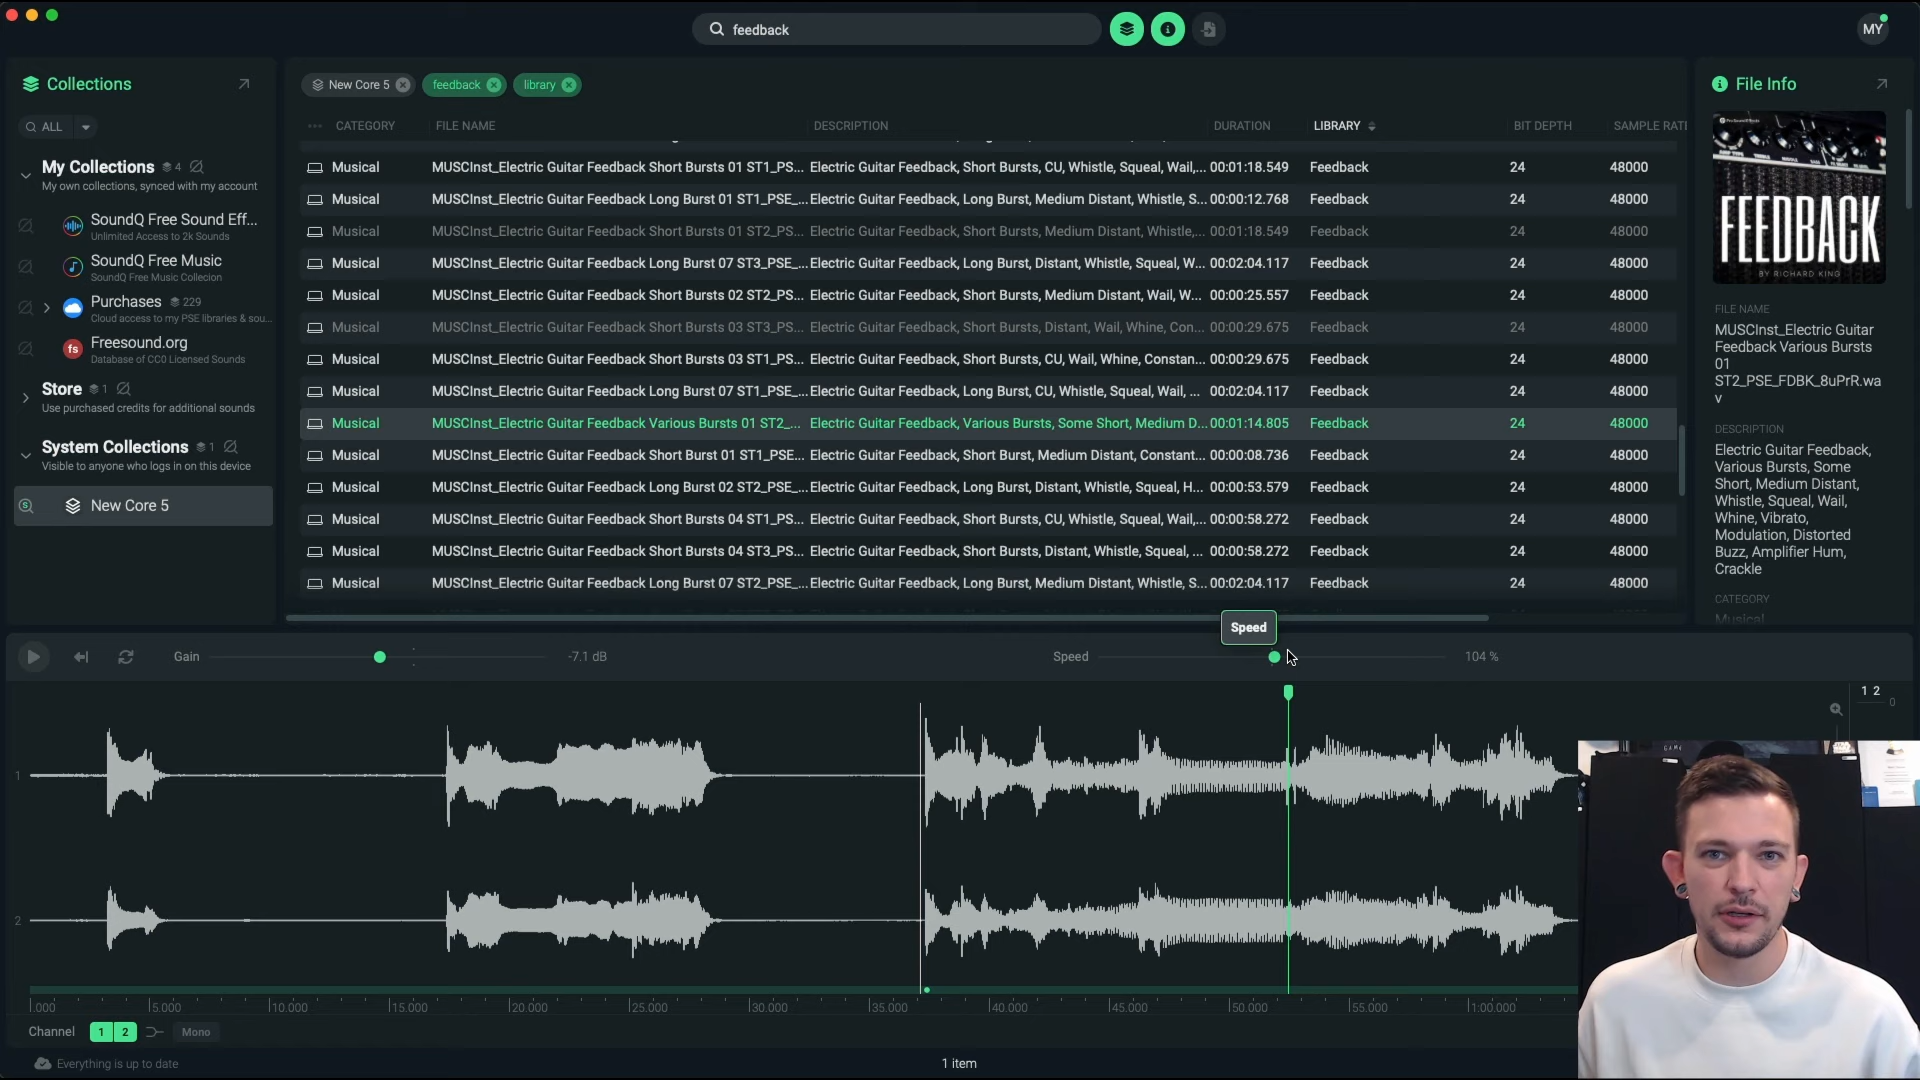 feedback
MY
Collections
ALL
My Collections 4
My own collections, synced with my account
SoundQ Free Sound Eff...
Unlimited Access to 2k Sounds
SoundQ Free Music
SoundQ Free Music Collecion
Purchases 229
Cloud access to my PSE libraries & sou...
fs
Freesound.org
Database of CC0 Licensed Sounds
Store 1
Use purchased credits for additional sounds
System Collections 1
Visible to anyone who logs in on this device
S New Core 5
New Core 5 feedback library
CATEGORY FILE NAME DESCRIPTION DURATION LIBRARY BIT DEPTH SAMPLE RATE
Musical MUSCInst_Electric Guitar Feedback Short Bursts 01 ST1_PS... Electric Guitar Feedback, Short Bursts, CU, Whistle, Squeal, Wail,... 00:01:18.549 Feedback 24 48000
Musical MUSCInst_Electric Guitar Feedback Long Burst 01 ST1_PSE_... Electric Guitar Feedback, Long Burst, Medium Distant, Whistle, S... 00:00:12.768 Feedback 24 48000
Musical MUSCInst_Electric Guitar Feedback Short Bursts 01 ST2_PS... Electric Guitar Feedback, Short Bursts, Medium Distant, Whistle,... 00:01:18.549 Feedback 24 48000
Musical MUSCInst_Electric Guitar Feedback Long Burst 07 ST3_PSE_... Electric Guitar Feedback, Long Burst, Distant, Whistle, Squeal, W... 00:02:04.117 Feedback 24 48000
Musical MUSCInst_Electric Guitar Feedback Short Bursts 02 ST2_PS... Electric Guitar Feedback, Short Bursts, Medium Distant, Wail, W... 00:00:25.557 Feedback 24 48000
Musical MUSCInst_Electric Guitar Feedback Short Bursts 03 ST3_PS... Electric Guitar Feedback, Short Bursts, Distant, Wail, Whine, Con... 00:00:29.675 Feedback 24 48000
Musical MUSCInst_Electric Guitar Feedback Short Bursts 03 ST1_PS... Electric Guitar Feedback, Short Bursts, CU, Wail, Whine, Constan... 00:00:29.675 Feedback 24 48000
Musical MUSCInst_Electric Guitar Feedback Long Burst 07 ST1_PSE_... Electric Guitar Feedback, Long Burst, CU, Whistle, Squeal, Wail, ... 00:02:04.117 Feedback 24 48000
Musical MUSCInst_Electric Guitar Feedback Various Bursts 01 ST2_... Electric Guitar Feedback, Various Bursts, Some Short, Medium D... 00:01:14.805 Feedback 24 48000
Musical MUSCInst_Electric Guitar Feedback Short Burst 01 ST1_PSE... Electric Guitar Feedback, Short Burst, Medium Distant, Constant... 00:00:08.736 Feedback 24 48000
Musical MUSCInst_Electric Guitar Feedback Long Burst 02 ST2_PSE_... Electric Guitar Feedback, Long Burst, Distant, Whistle, Squeal, H... 00:00:53.579 Feedback 24 48000
Musical MUSCInst_Electric Guitar Feedback Short Bursts 04 ST1_PS... Electric Guitar Feedback, Short Bursts, CU, Whistle, Squeal, Wail,... 00:00:58.272 Feedback 24 48000
Musical MUSCInst_Electric Guitar Feedback Short Bursts 04 ST3_PS... Electric Guitar Feedback, Short Bursts, Distant, Whistle, Squeal, ... 00:00:58.272 Feedback 24 48000
Musical MUSCInst_Electric Guitar Feedback Long Burst 07 ST2_PSE_... Electric Guitar Feedback, Long Burst, Medium Distant, Whistle, S... 00:02:04.117 Feedback 24 48000
File Info
FEEDBACK
BY RICHARD KING
FILE NAME
MUSCInst_Electric Guitar
Feedback Various Bursts
01
ST2_PSE_FDBK_8uPrR.wa
v
DESCRIPTION
Electric Guitar Feedback,
Various Bursts, Some
Short, Medium Distant,
Whistle, Squeal, Wail,
Whine, Vibrato,
Modulation, Distorted
Buzz, Amplifier Hum,
Crackle
CATEGORY
Musical
Speed
Gain -7.1 dB Speed 104 %
1 2
0
1
2
.000 5.000 10.000 15.000 20.000 25.000 30.000 35.000 40.000 45.000 50.000 55.000 1:00.000
Channel 1 2 Mono
Everything is up to date
1 item